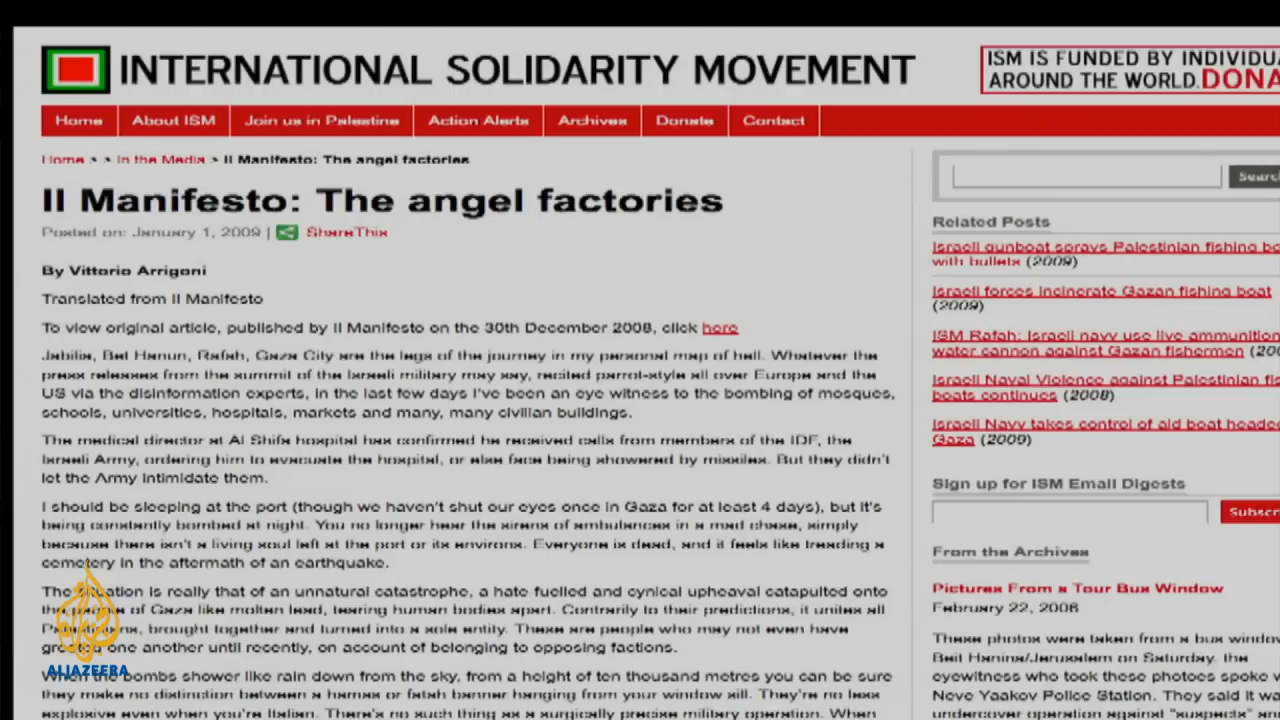 INTERNATIONAL SOLIDARITY MOVEMENT
ISM IS FUNDED BY INDIVIDUA
AROUND THE WORLD. DONA
Home About ISM Join us in Palestine Action Alerts Archives Donate Contact
Home > > In the Media > Il Manifesto: The angel factories
Il Manifesto: The angel factories
Posted on: January 1, 2009 | ShareThis
By Vittorio Arrigoni
Translated from Il Manifesto
To view original article, published by Il Manifesto on the 30th December 2008, click here
Jabilia, Bet Hanun, Rafah, Gaza City are the legs of the journey in my personal map of hell. Whatever the
press releases from the summit of the Israeli military may say, recited parrot-style all over Europe and the
US via the disinformation experts, in the last few days I've been an eye witness to the bombing of mosques,
schools, universities, hospitals, markets and many, many civilian buildings.
The medical director at Al Shifa hospital has confirmed he received calls from members of the IDF, the
Israeli Army, ordering him to evacuate the hospital, or else face being showered by missiles. But they didn't
let the Army intimidate them.
I should be sleeping at the port (though we haven't shut our eyes once in Gaza for at least 4 days), but it's
being constantly bombed at night. You no longer hear the sirens of ambulances in a mad chase, simply
because there isn't a living soul left at the port or its environs. Everyone is dead, and it feels like treading a
cemetery in the aftermath of an earthquake.
The situation is really that of an unnatural catastrophe, a hate fuelled and cynical upheaval catapulted onto
the of Gaza like molten lead, tearing human bodies apart. Contrarily to their predictions, it unites all
Palestinians, brought together and turned into a sole entity. These are people who may not even have
greeted one another until recently, on account of belonging to opposing factions.
When the bombs shower like rain down from the sky, from a height of ten thousand metres you can be sure
they make no distinction between a hamas or fatah banner hanging from your window sill. They're no less
explosive even when you're Italian. There's no such thing as a surgically precise military operation. When
Search
Related Posts
Israeli gunboat sprays Palestinian fishing bo
with bullets (2009)
Israeli forces incinerate Gazan fishing boat
(2009)
ISM Rafah: Israeli navy use live ammunition
water cannon against Gazan fishermen (200
Israeli Naval Violence against Palestinian fis
boats continues (2008)
Israeli Navy takes control of aid boat heade
Gaza (2009)
Sign up for ISM Email Digests
Subscr
From the Archives
Pictures From a Tour Bus Window
February 22, 2006
These photos were taken from a bus window
Beit Hanina/Jerusalem on Saturday. the
eyewitness who took these photoes spoke w
Neve Yaakov Police Station. They said it wa
undercover operation against "suspects" an
ALJAZEERA